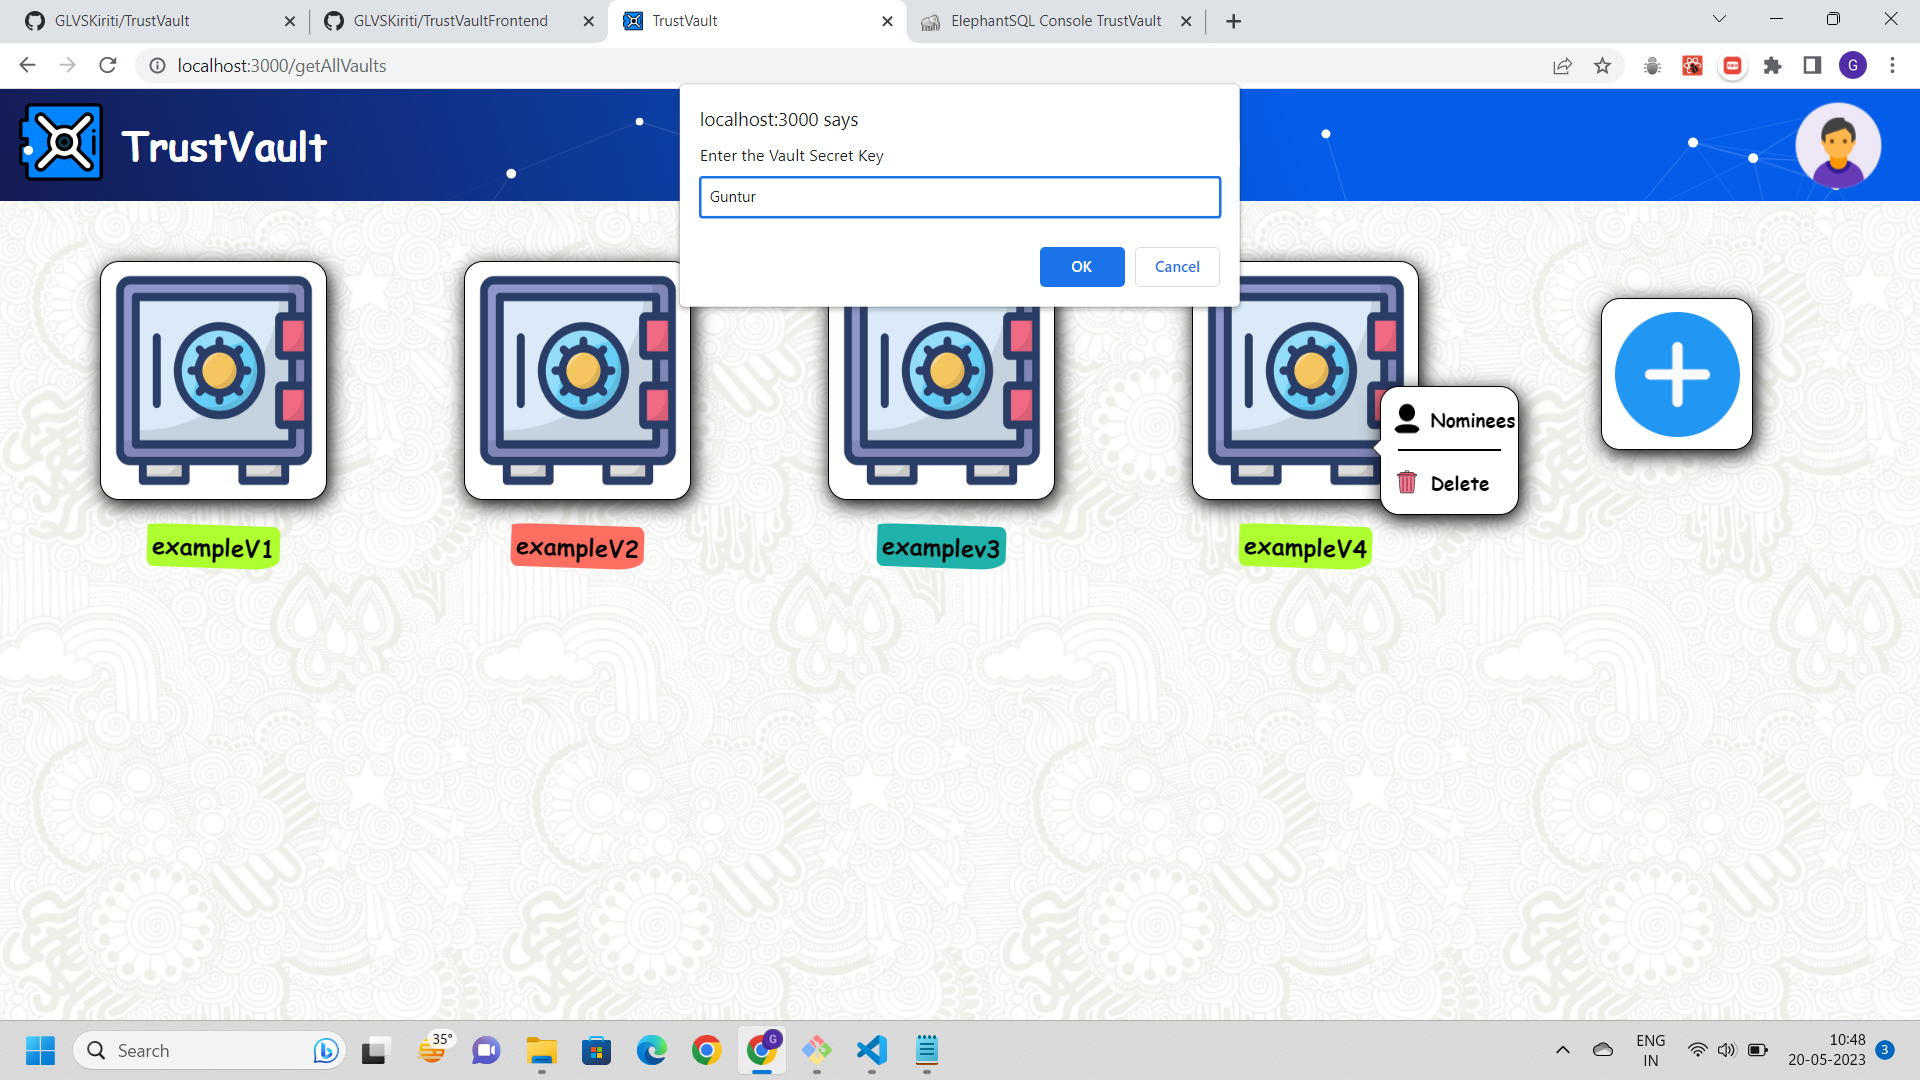 GLVSKiriti/TrustVault
GLVSKiriti/TrustVaultFrontend
TrustVault
ElephantSQL Console TrustVault
localhost:3000/getAllVaults
G
TrustVault
localhost:3000 says
Enter the Vault Secret Key
Guntur
OK
Cancel
Nominees
Delete
exampleV1
exampleV2
examplev3
exampleV4
Search
35°
G
ENG
IN
10:48
20-05-2023
3